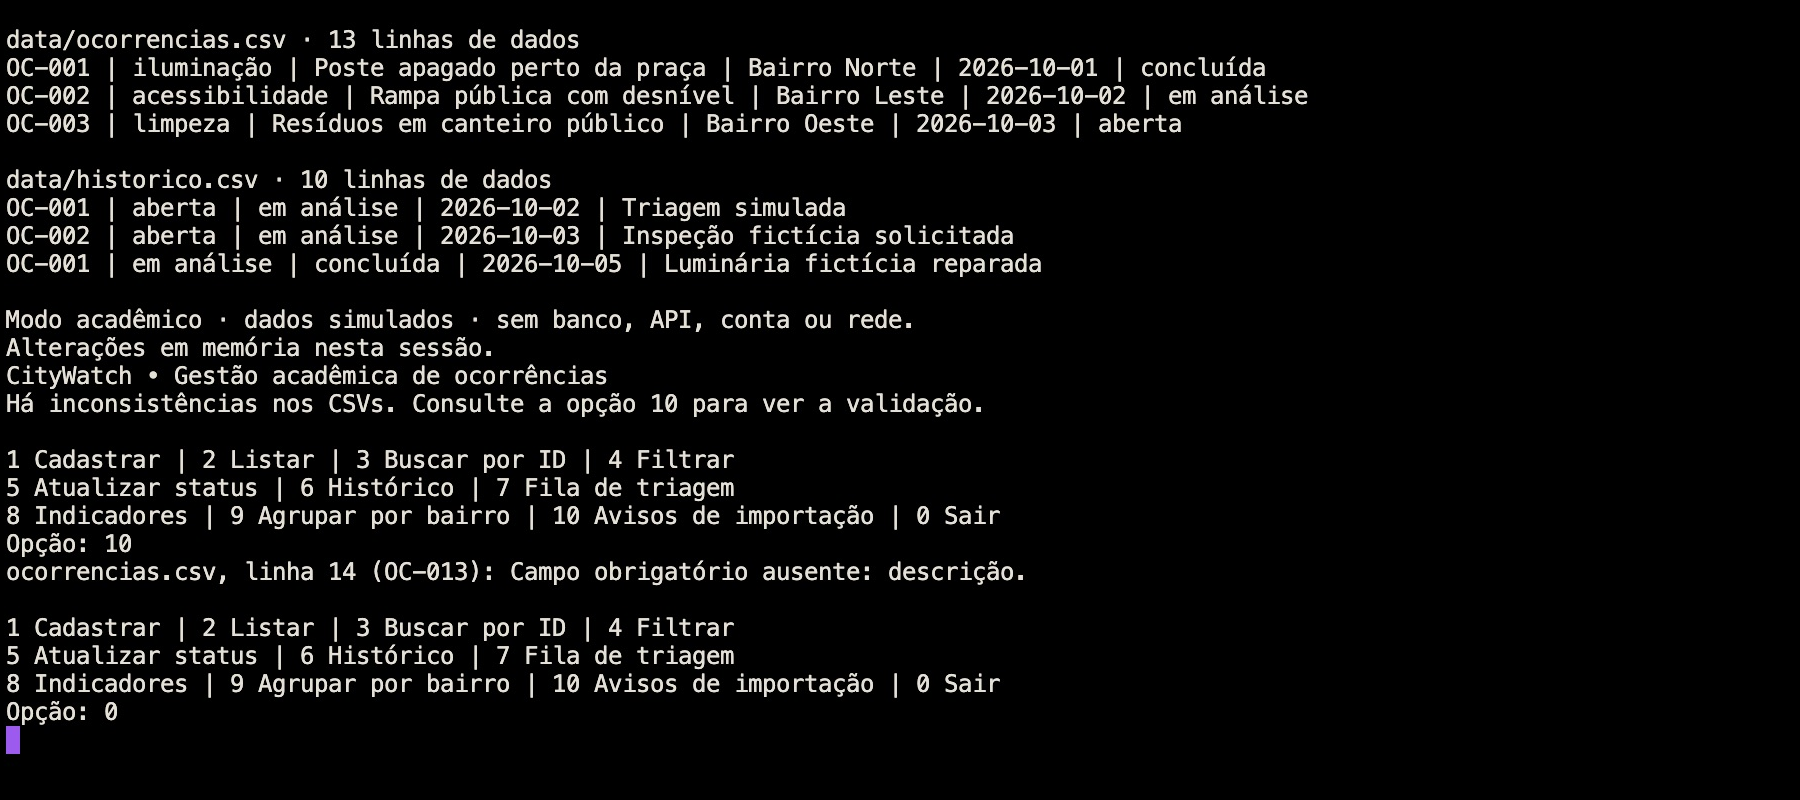 data/ocorrencias.csv · 13 linhas de dados
OC-001 | iluminação | Poste apagado perto da praça | Bairro Norte | 2026-10-01 | concluída
OC-002 | acessibilidade | Rampa pública com desnível | Bairro Leste | 2026-10-02 | em análise
OC-003 | limpeza | Resíduos em canteiro público | Bairro Oeste | 2026-10-03 | aberta
data/historico.csv · 10 linhas de dados
OC-001 | aberta | em análise | 2026-10-02 | Triagem simulada
OC-002 | aberta | em análise | 2026-10-03 | Inspeção fictícia solicitada
OC-001 | em análise | concluída | 2026-10-05 | Luminária fictícia reparada
Modo acadêmico · dados simulados · sem banco, API, conta ou rede.
Alterações em memória nesta sessão.
CityWatch • Gestão acadêmica de ocorrências
Há inconsistências nos CSVs. Consulte a opção 10 para ver a validação.
1 Cadastrar | 2 Listar | 3 Buscar por ID | 4 Filtrar
5 Atualizar status | 6 Histórico | 7 Fila de triagem
8 Indicadores | 9 Agrupar por bairro | 10 Avisos de importação | 0 Sair
Opção: 10
ocorrencias.csv, linha 14 (OC-013): Campo obrigatório ausente: descrição.
1 Cadastrar | 2 Listar | 3 Buscar por ID | 4 Filtrar
5 Atualizar status | 6 Histórico | 7 Fila de triagem
8 Indicadores | 9 Agrupar por bairro | 10 Avisos de importação | 0 Sair
Opção: 0